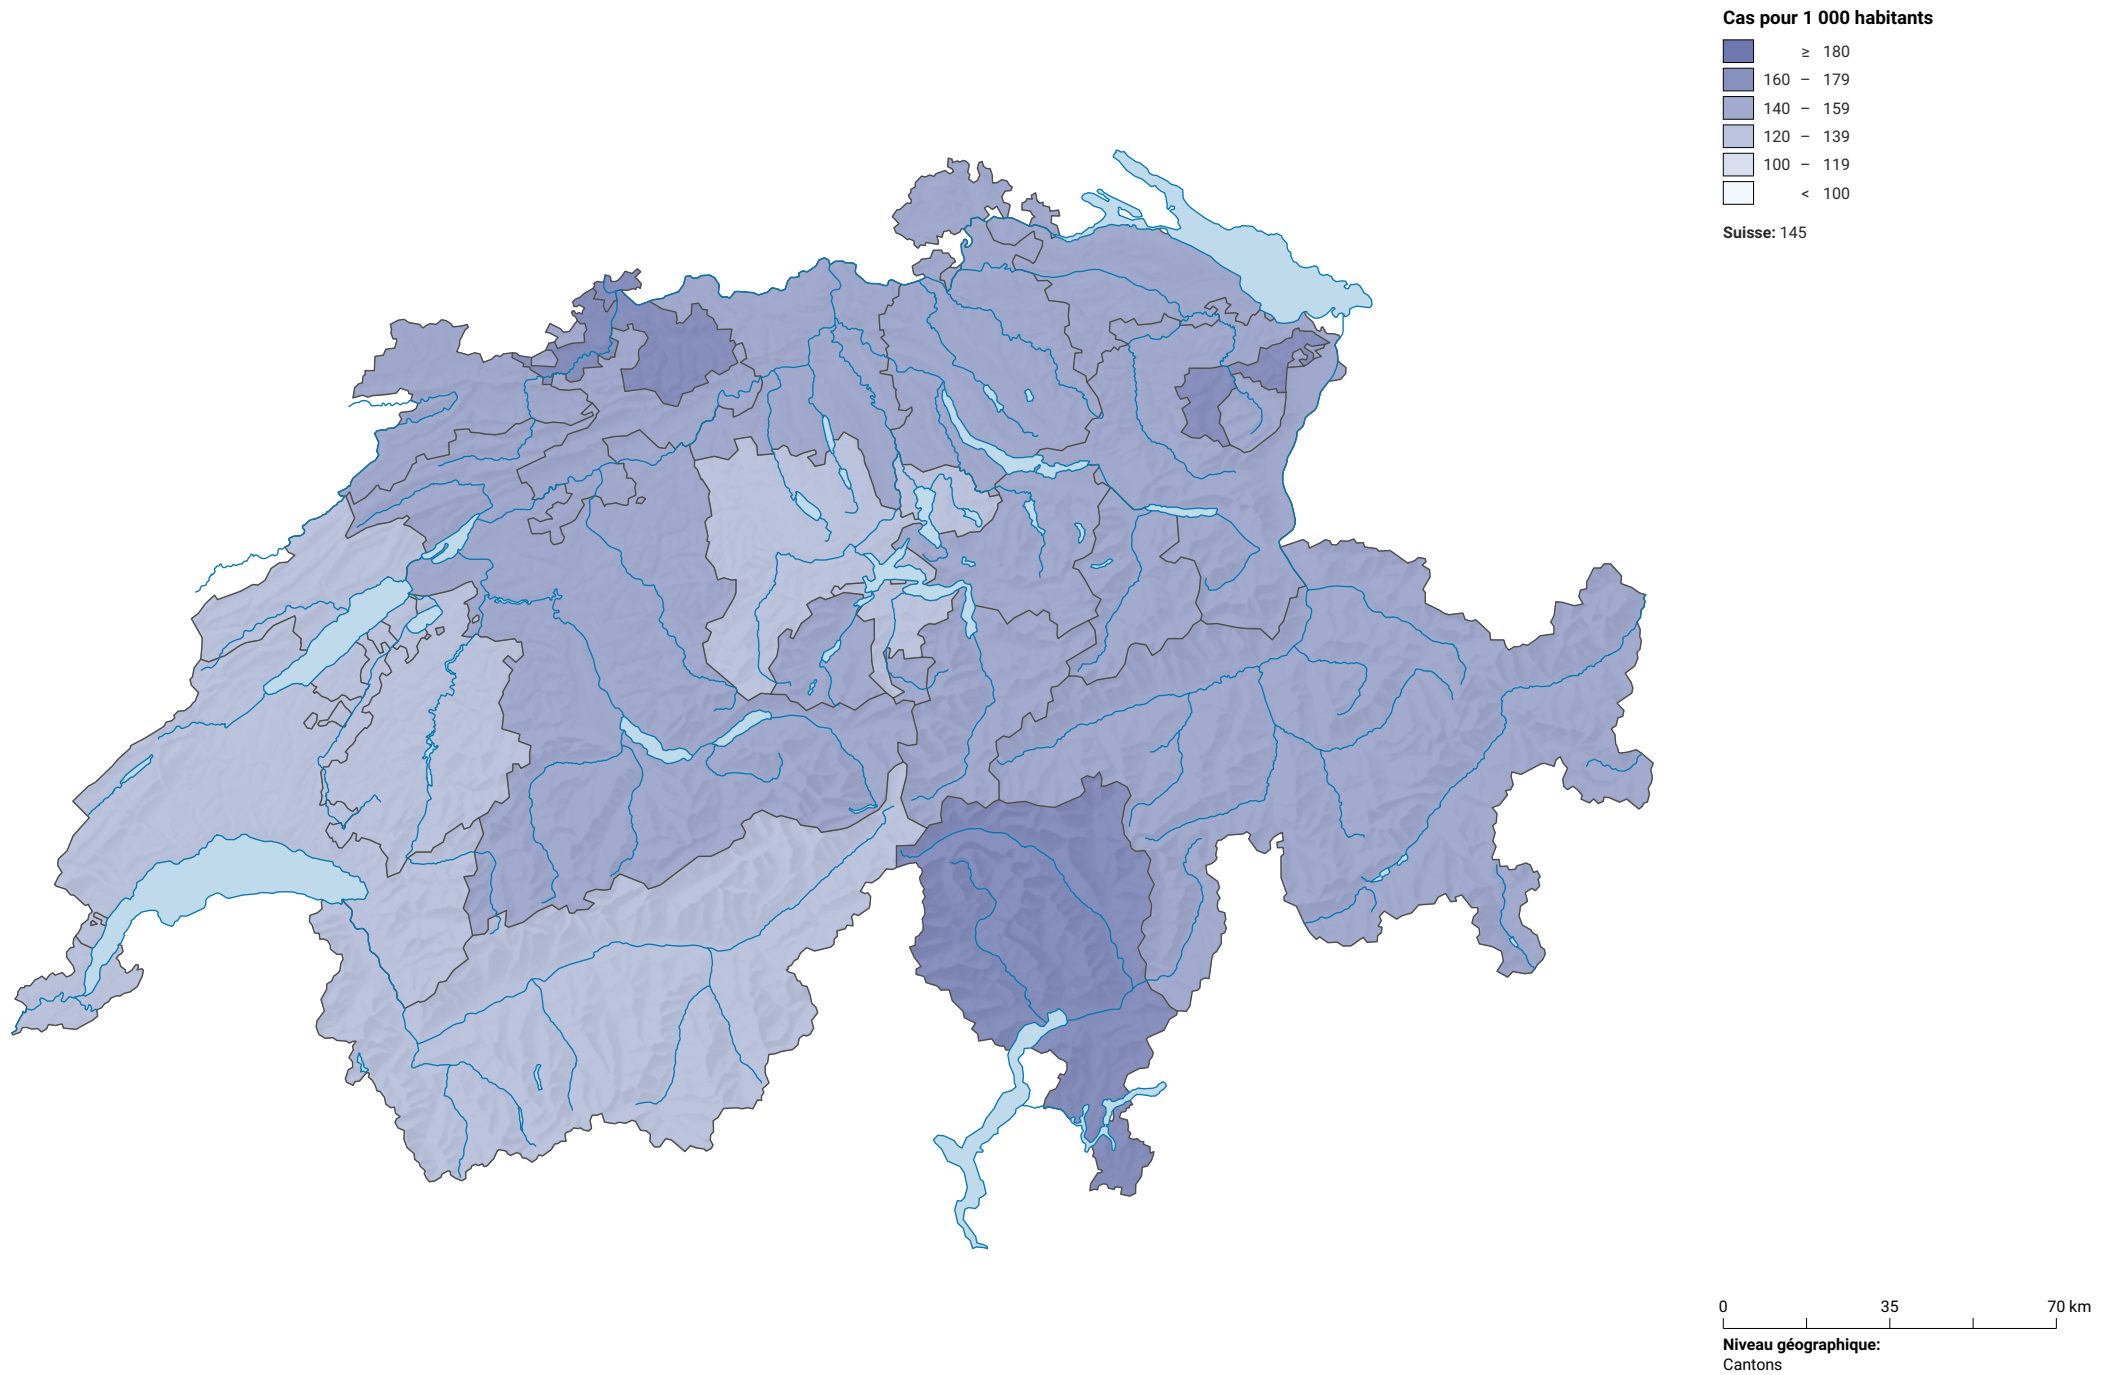 Cas pour 1 000 habitants
≥ 180
160 – 179
140 – 159
120 – 139
100 – 119
< 100
Suisse: 145
0 35 70 km
Niveau géographique:
Cantons